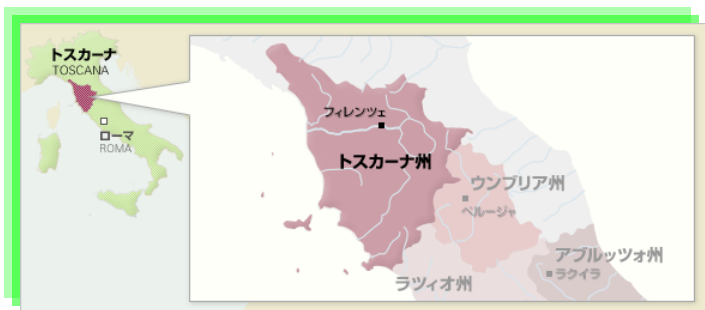 トスカーナ
TOSCANA
ローマ
ROMA
フィレンツェ
トスカーナ州
ウンブリア州
ペルージャ
アブルッツォ州
ラクイラ
ラツィオ州